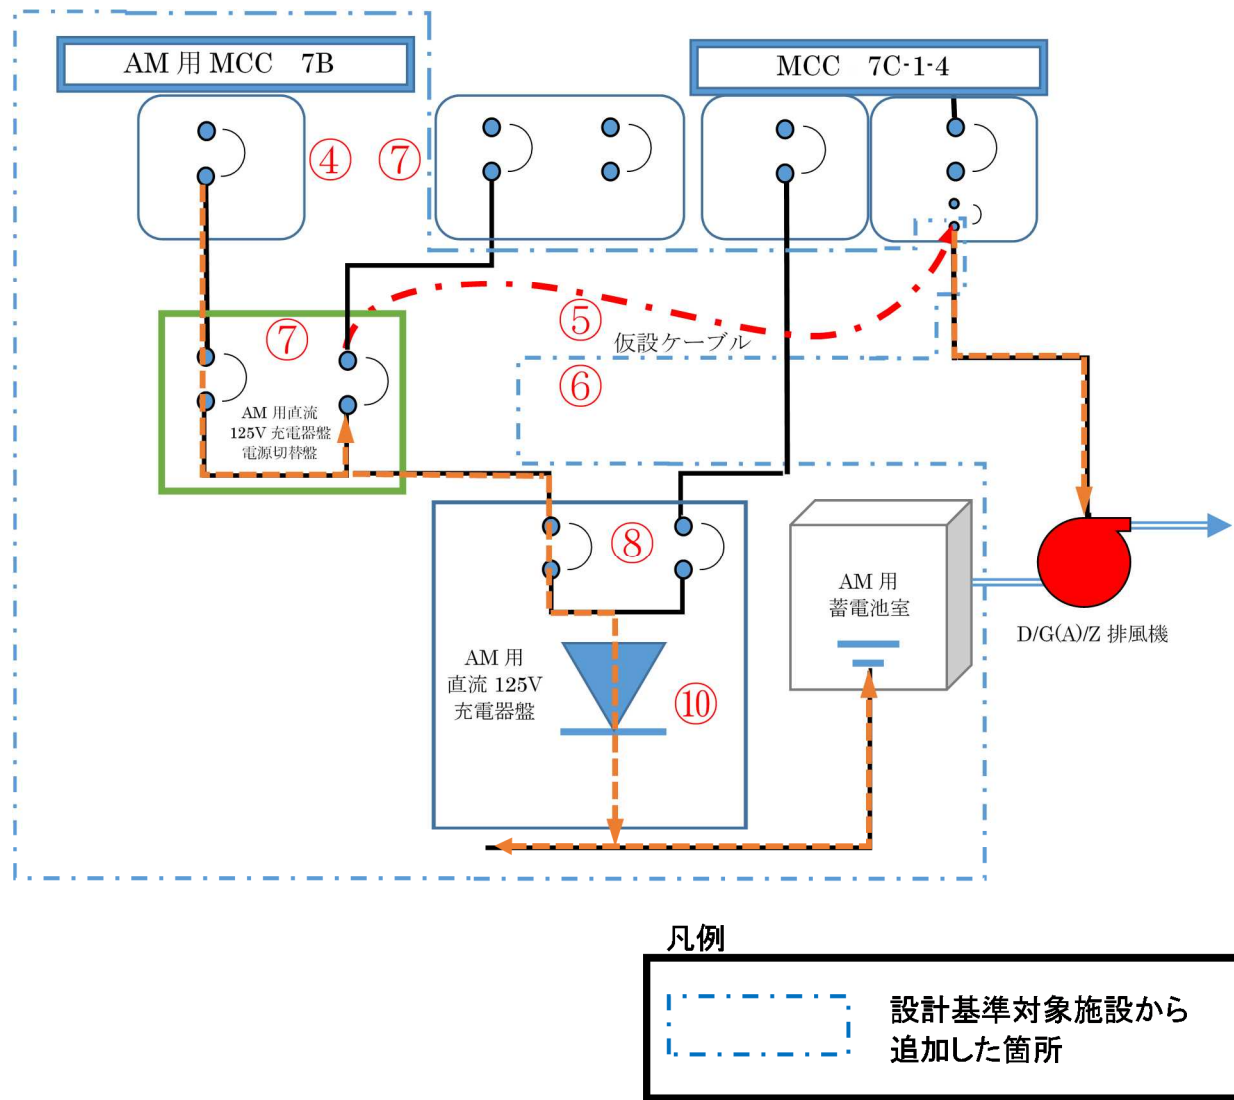 AM 用 MCC 7B
MCC 7C-1-4
④
⑦
⑦
⑤
仮設ケーブル
⑥
AM 用直流
125V 充電器盤
電源切替盤
⑧
AM 用
蓄電池室
D/G(A)/Z 排風機
AM 用
直流 125V
充電器盤
⑩
凡例
設計基準対象施設から
追加した箇所